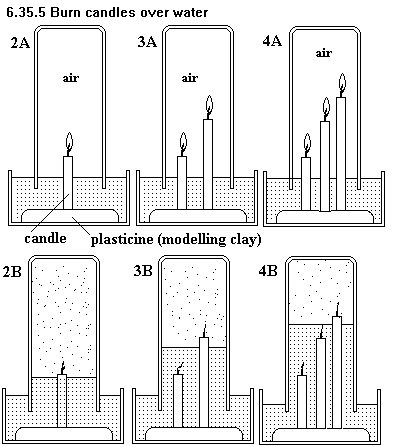 6.35.5 Burn candles over water
2A
air
3A
air
4A
air
candle
plasticine (modelling clay)
2B
3B
4B